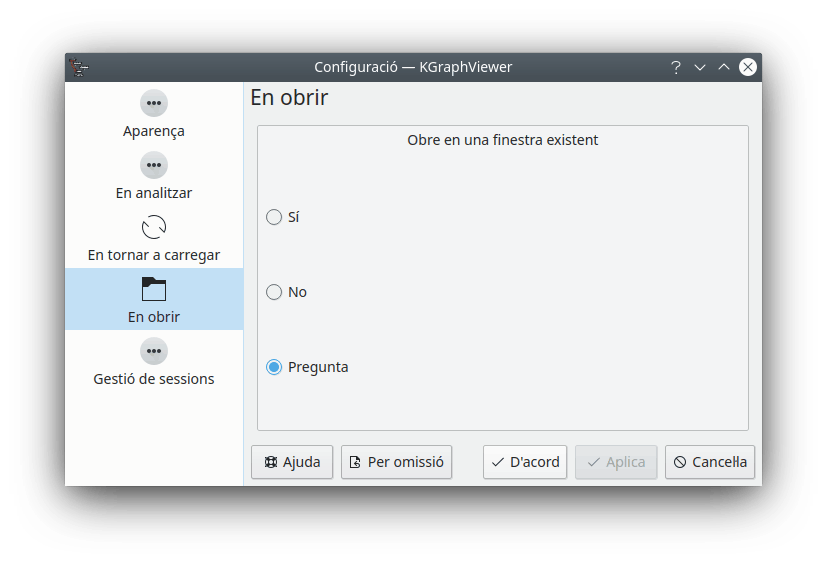 Configuració — KGraphViewer
Aparença
En analitzar
En tornar a carregar
En obrir
Gestió de sessions
En obrir
Obre en una finestra existent
Sí
No
Pregunta
Ajuda
Per omissió
D'acord
Aplica
Cancel·la